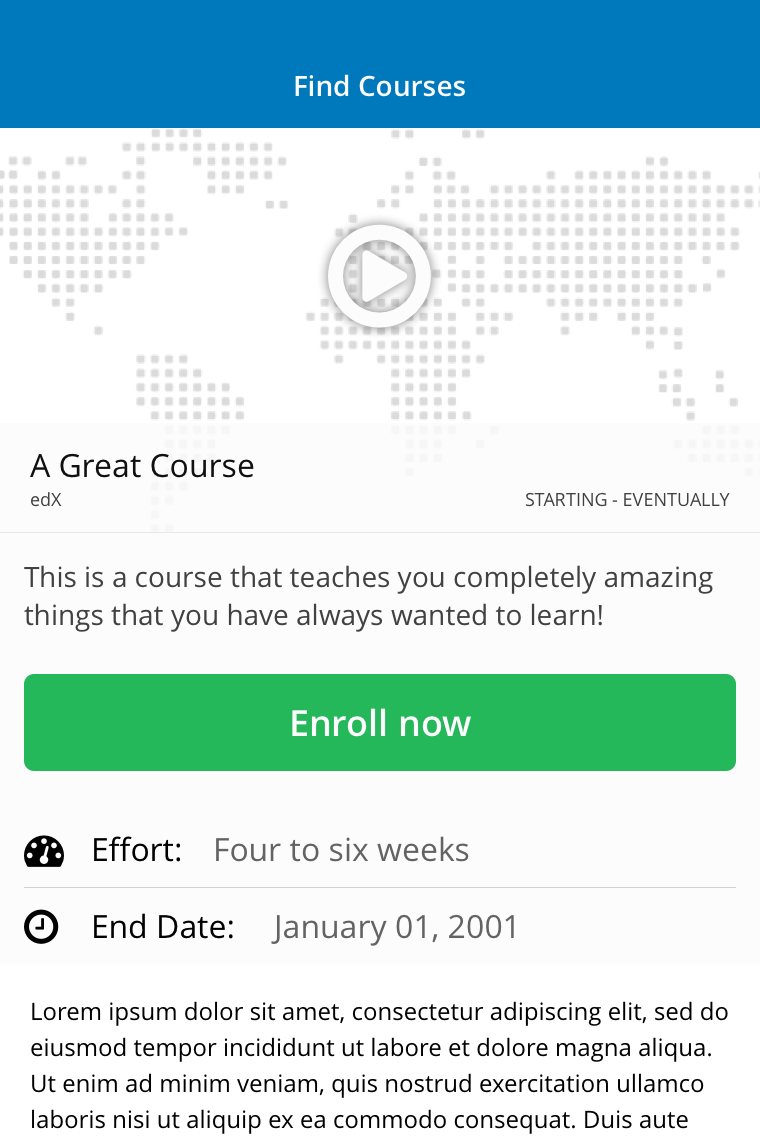 Find Courses
A Great Course
edX
STARTING - EVENTUALLY
This is a course that teaches you completely amazing
things that you have always wanted to learn!
Enroll now
Effort: Four to six weeks
End Date: January 01, 2001
Lorem ipsum dolor sit amet, consectetur adipiscing elit, sed do
eiusmod tempor incididunt ut labore et dolore magna aliqua.
Ut enim ad minim veniam, quis nostrud exercitation ullamco
laboris nisi ut aliquip ex ea commodo consequat. Duis aute